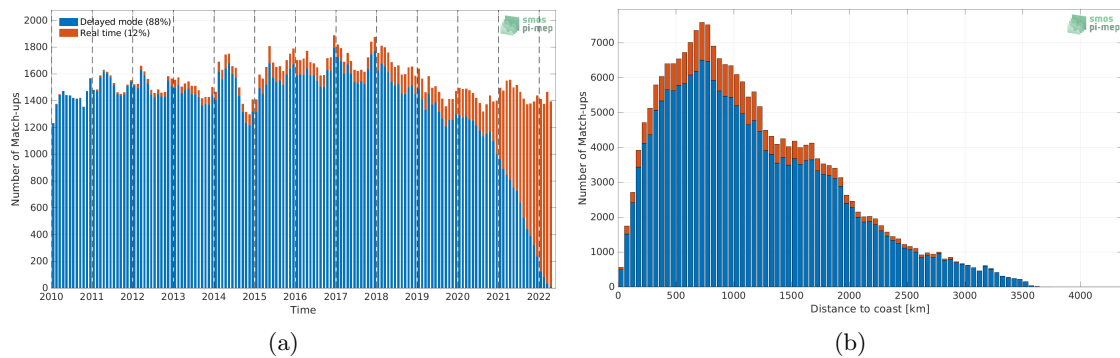 Delayed mode (88%)
Real time (12%)
smos
pi-mep
Number of Match-ups
2000
1800
1600
1400
1200
1000
800
600
400
200
0
2010 2011 2012 2013 2014 2015 2016 2017 2018 2019 2020 2021 2022
Time
(a)
smos
pi-mep
Number of Match-ups
7000
6000
5000
4000
3000
2000
1000
0
0 500 1000 1500 2000 2500 3000 3500 4000
Distance to coast [km]
(b)